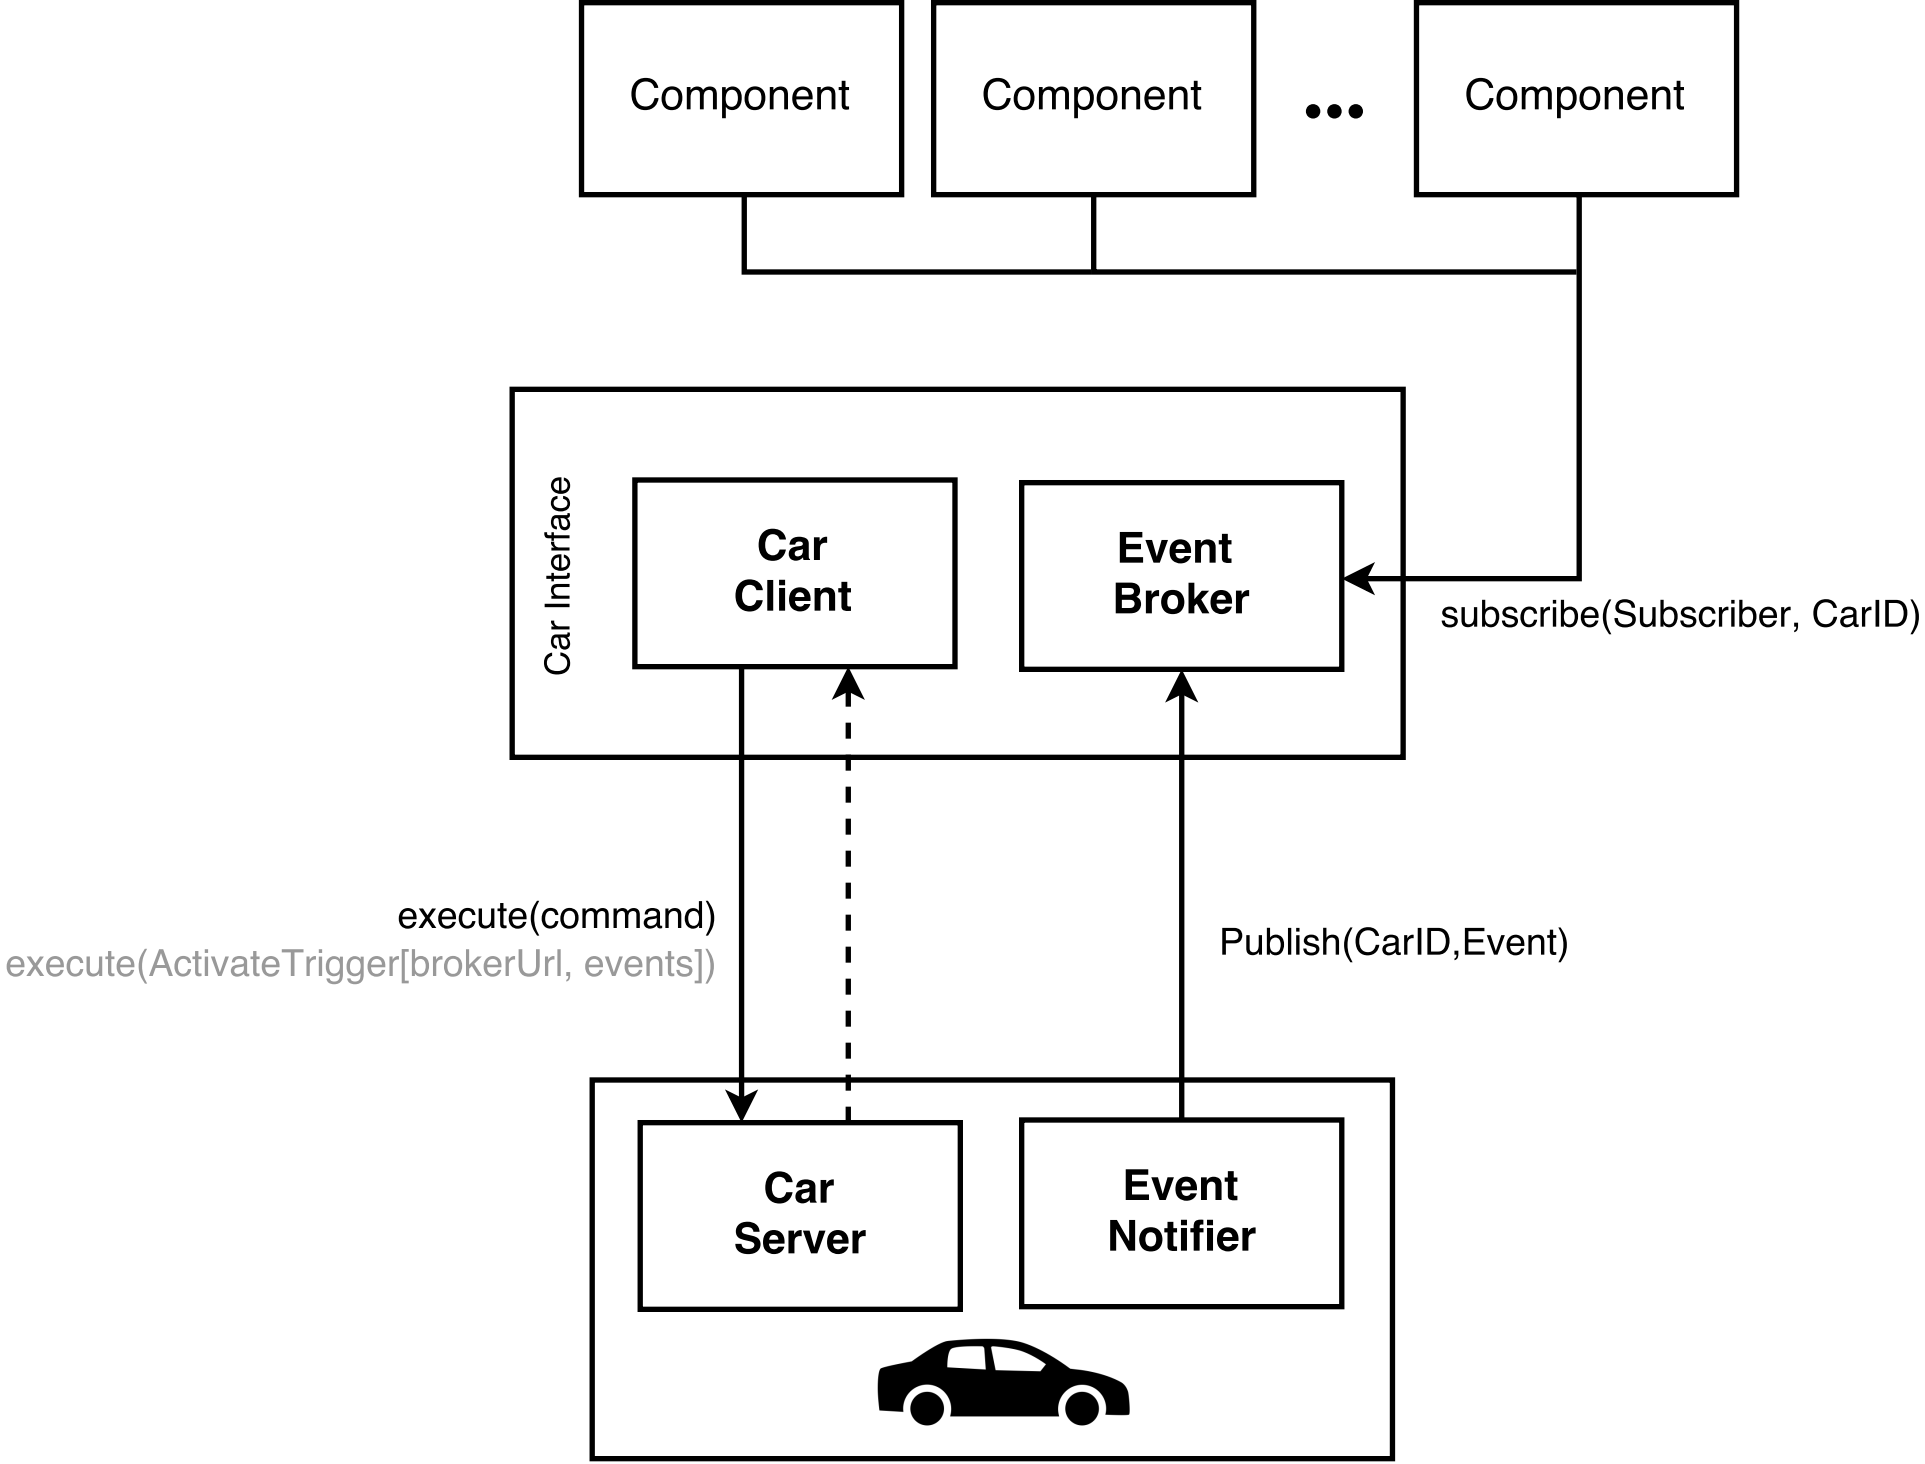 Component
Component
Component
Car Interface
Car
Client
Event
Broker
subscribe(Subscriber, CarID)
execute(command)
execute(ActivateTrigger[brokerUrl, events])
Publish(CarID,Event)
Car
Server
Event
Notifier